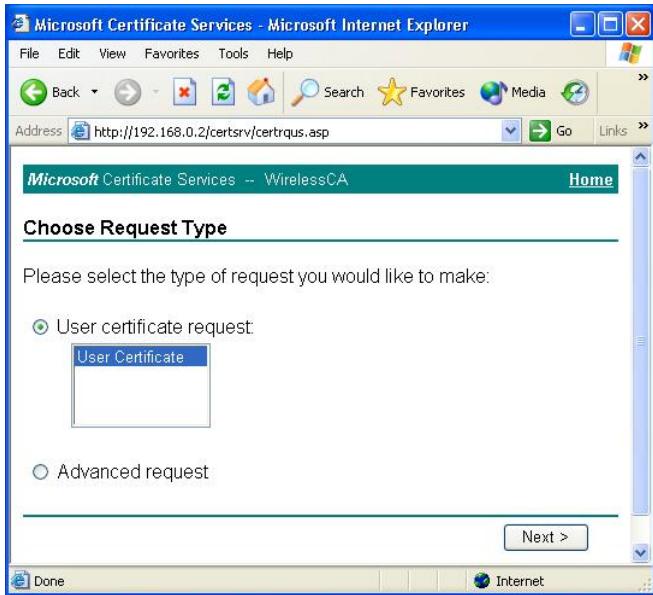 Microsoft Certificate Services - Microsoft Internet Explorer
File Edit View Favorites Tools Help
Back Search Favorites Media »
Address http://192.168.0.2/certsrv/certrqus.asp Go Links »
Microsoft Certificate Services -- WirelessCA Home
Choose Request Type
Please select the type of request you would like to make:
User certificate request:
User Certificate
Advanced request
Next >
Done Internet